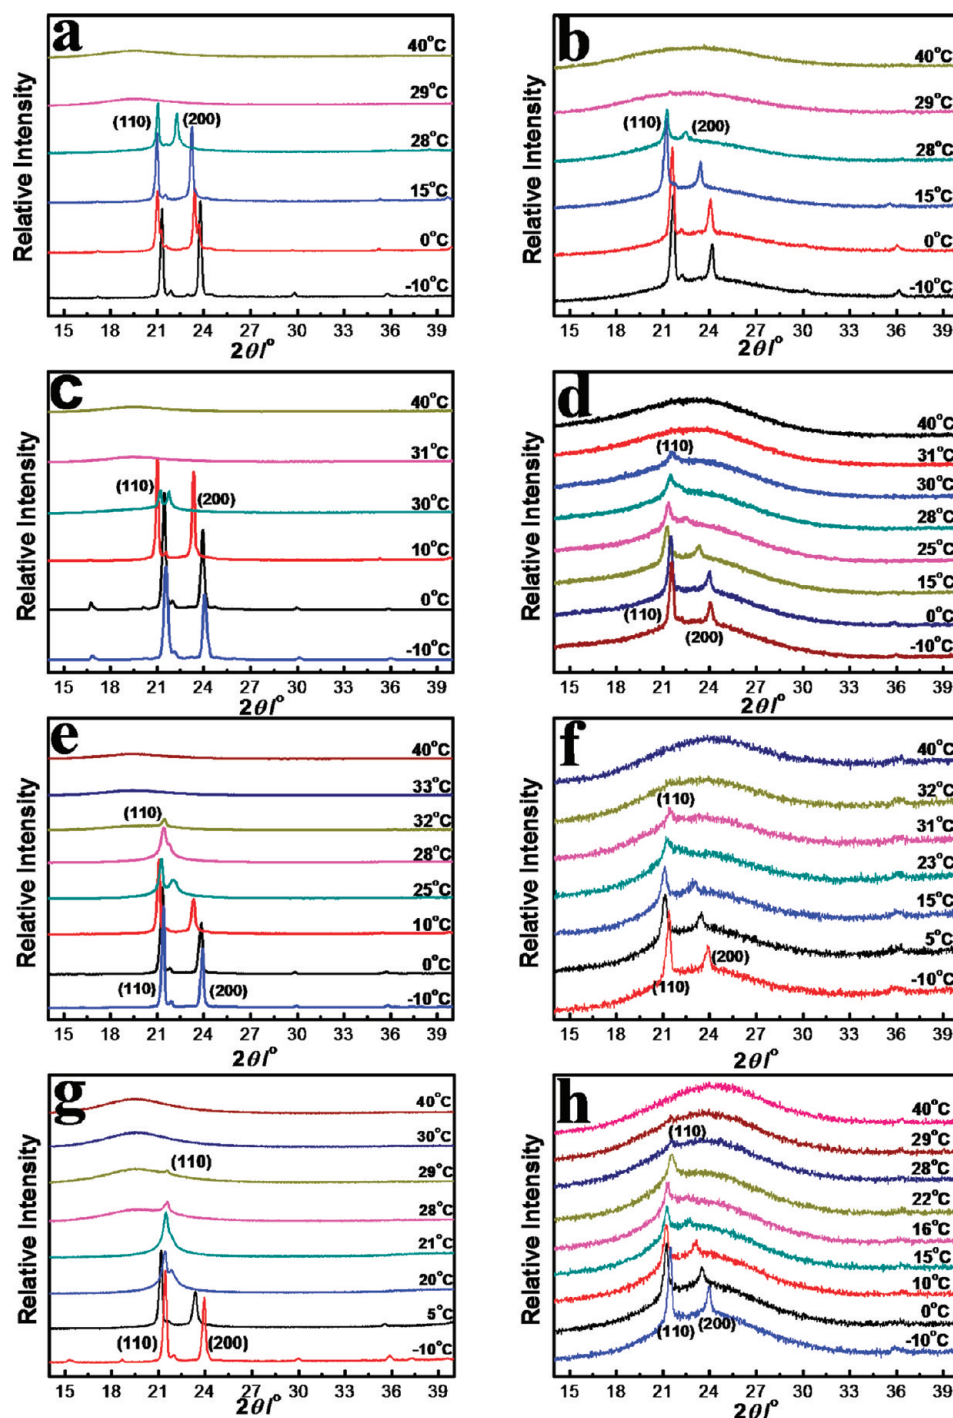 a
Relative Intensity
40°C
29°C
(110) (200)
28°C
15°C
0°C
-10°C
15 18 21 24 27 30 33 36 39
2θ/°
b
Relative Intensity
40°C
29°C
(110) (200)
28°C
15°C
0°C
-10°C
15 18 21 24 27 30 33 36 39
2θ/°
c
Relative Intensity
40°C
31°C
(110) (200)
30°C
10°C
0°C
-10°C
15 18 21 24 27 30 33 36 39
2θ/°
d
Relative Intensity
40°C
31°C
(110)
30°C
28°C
25°C
15°C
0°C
(110) (200)
-10°C
15 18 21 24 27 30 33 36 39
2θ/°
e
Relative Intensity
40°C
33°C
(110)
32°C
28°C
25°C
10°C
0°C
(110) (200)
-10°C
15 18 21 24 27 30 33 36 39
2θ/°
f
Relative Intensity
40°C
32°C
(110)
31°C
23°C
15°C
5°C
(200)
-10°C
(110)
15 18 21 24 27 30 33 36 39
2θ/°
g
Relative Intensity
40°C
30°C
(110)
29°C
28°C
21°C
20°C
5°C
(110) (200)
-10°C
15 18 21 24 27 30 33 36 39
2θ/°
h
Relative Intensity
40°C
(110)
29°C
28°C
22°C
16°C
15°C
10°C
0°C
(110) (200)
-10°C
15 18 21 24 27 30 33 36 39
2θ/°